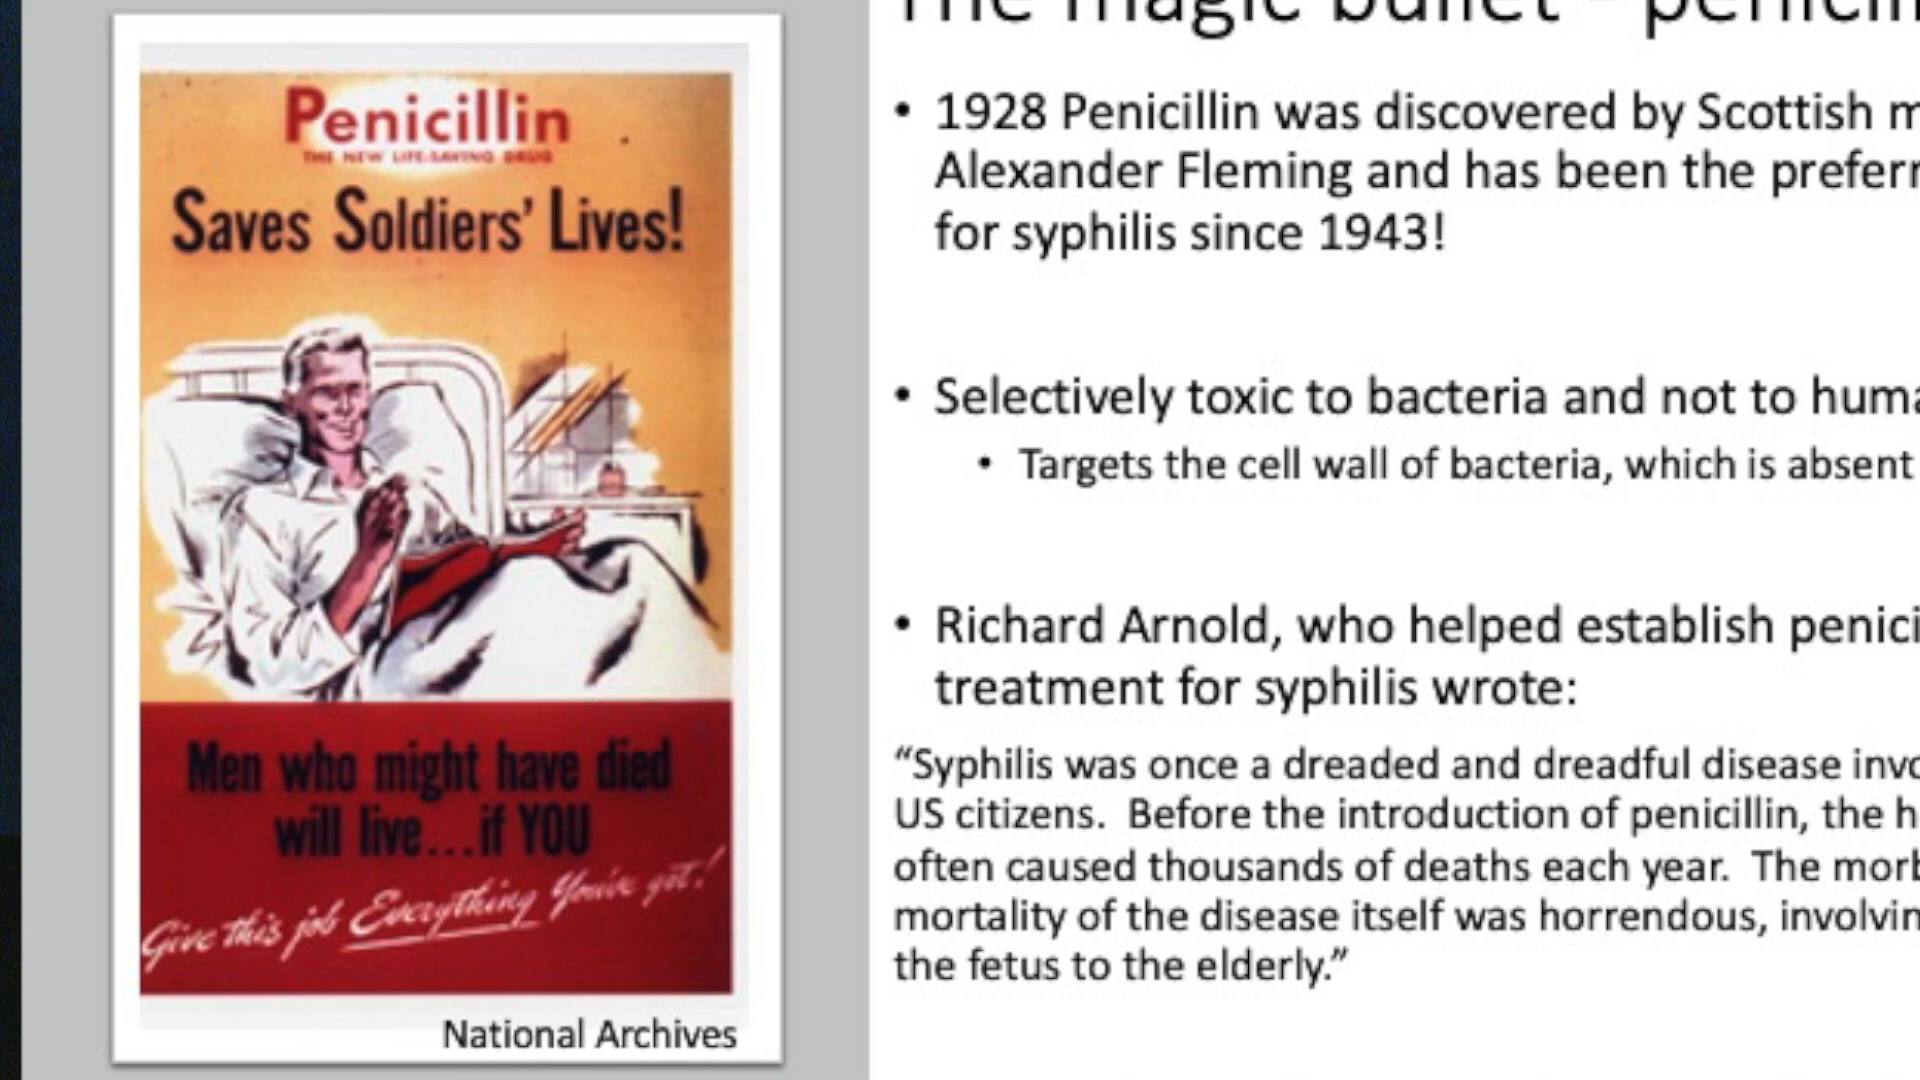 Penicillin
THE NEW LIFE-SAVING DRUG
Saves Soldiers' Lives!
Men who might have died
will live...if YOU
Give this job Everything You've got!
National Archives
The magic bullet - penicill
• 1928 Penicillin was discovered by Scottish m
Alexander Fleming and has been the preferr
for syphilis since 1943!
• Selectively toxic to bacteria and not to huma
• Targets the cell wall of bacteria, which is absent
• Richard Arnold, who helped establish penici
treatment for syphilis wrote:
“Syphilis was once a dreaded and dreadful disease invo
US citizens. Before the introduction of penicillin, the h
often caused thousands of deaths each year. The morb
mortality of the disease itself was horrendous, involvin
the fetus to the elderly.”